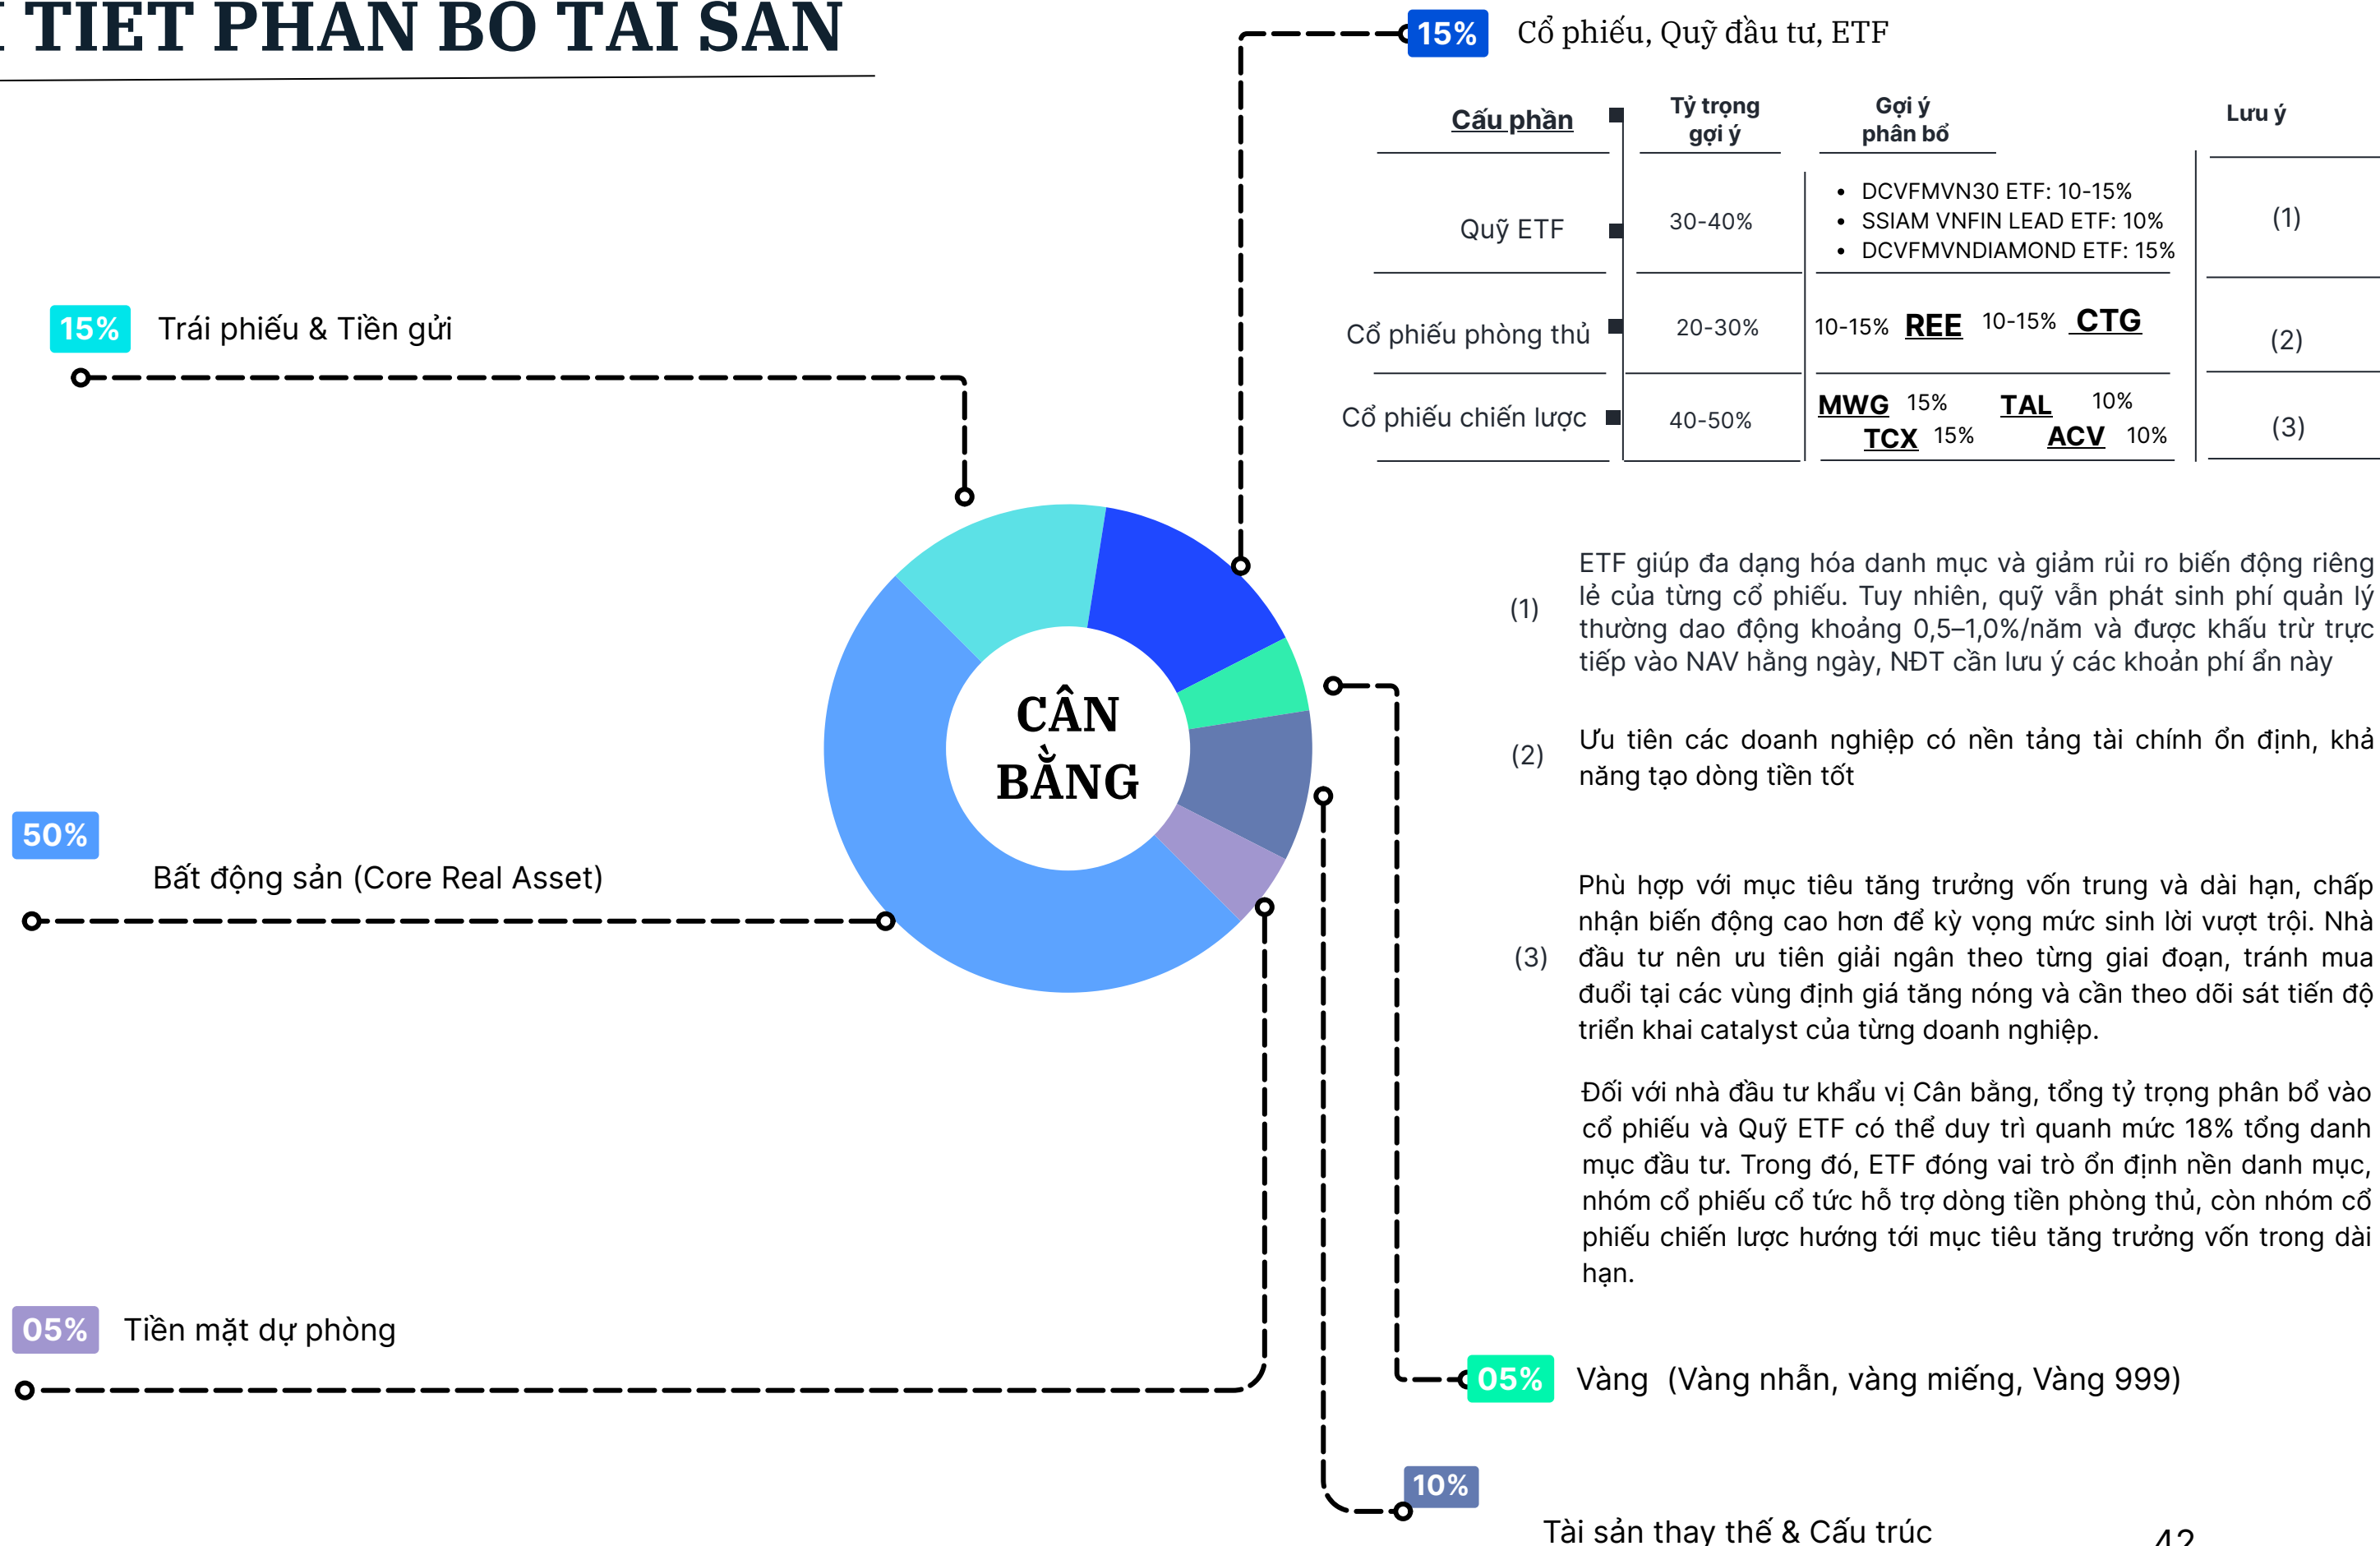 TIẾT PHÂN BỔ TÀI SẢN
15% Cổ phiếu, Quỹ đầu tư, ETF
Cấu phần
Tỷ trọng
gợi ý
Gợi ý
phân bổ
Lưu ý
Quỹ ETF
30-40%
• DCVFMVN30 ETF: 10-15%
• SSIAM VNFIN LEAD ETF: 10%
• DCVFMVNDIAMOND ETF: 15%
(1)
Cổ phiếu phòng thủ
20-30%
10-15% REE 10-15% CTG
(2)
Cổ phiếu chiến lược
40-50%
MWG 15% TAL 10%
TCX 15% ACV 10%
(3)
15% Trái phiếu & Tiền gửi
CÂN
BẰNG
50%
Bất động sản (Core Real Asset)
05% Tiền mặt dự phòng
(1)
ETF giúp đa dạng hóa danh mục và giảm rủi ro biến động riêng
lẻ của từng cổ phiếu. Tuy nhiên, quỹ vẫn phát sinh phí quản lý
thường dao động khoảng 0,5–1,0%/năm và được khấu trừ trực
tiếp vào NAV hằng ngày, NĐT cần lưu ý các khoản phí ẩn này
(2)
Ưu tiên các doanh nghiệp có nền tảng tài chính ổn định, khả
năng tạo dòng tiền tốt
(3)
Phù hợp với mục tiêu tăng trưởng vốn trung và dài hạn, chấp
nhận biến động cao hơn để kỳ vọng mức sinh lời vượt trội. Nhà
đầu tư nên ưu tiên giải ngân theo từng giai đoạn, tránh mua
đuổi tại các vùng định giá tăng nóng và cần theo dõi sát tiến độ
triển khai catalyst của từng doanh nghiệp.
Đối với nhà đầu tư khẩu vị Cân bằng, tổng tỷ trọng phân bổ vào
cổ phiếu và Quỹ ETF có thể duy trì quanh mức 18% tổng danh
mục đầu tư. Trong đó, ETF đóng vai trò ổn định nền danh mục,
nhóm cổ phiếu cổ tức hỗ trợ dòng tiền phòng thủ, còn nhóm cổ
phiếu chiến lược hướng tới mục tiêu tăng trưởng vốn trong dài
hạn.
05% Vàng (Vàng nhẫn, vàng miếng, Vàng 999)
10%
Tài sản thay thế & Cấu trúc
42